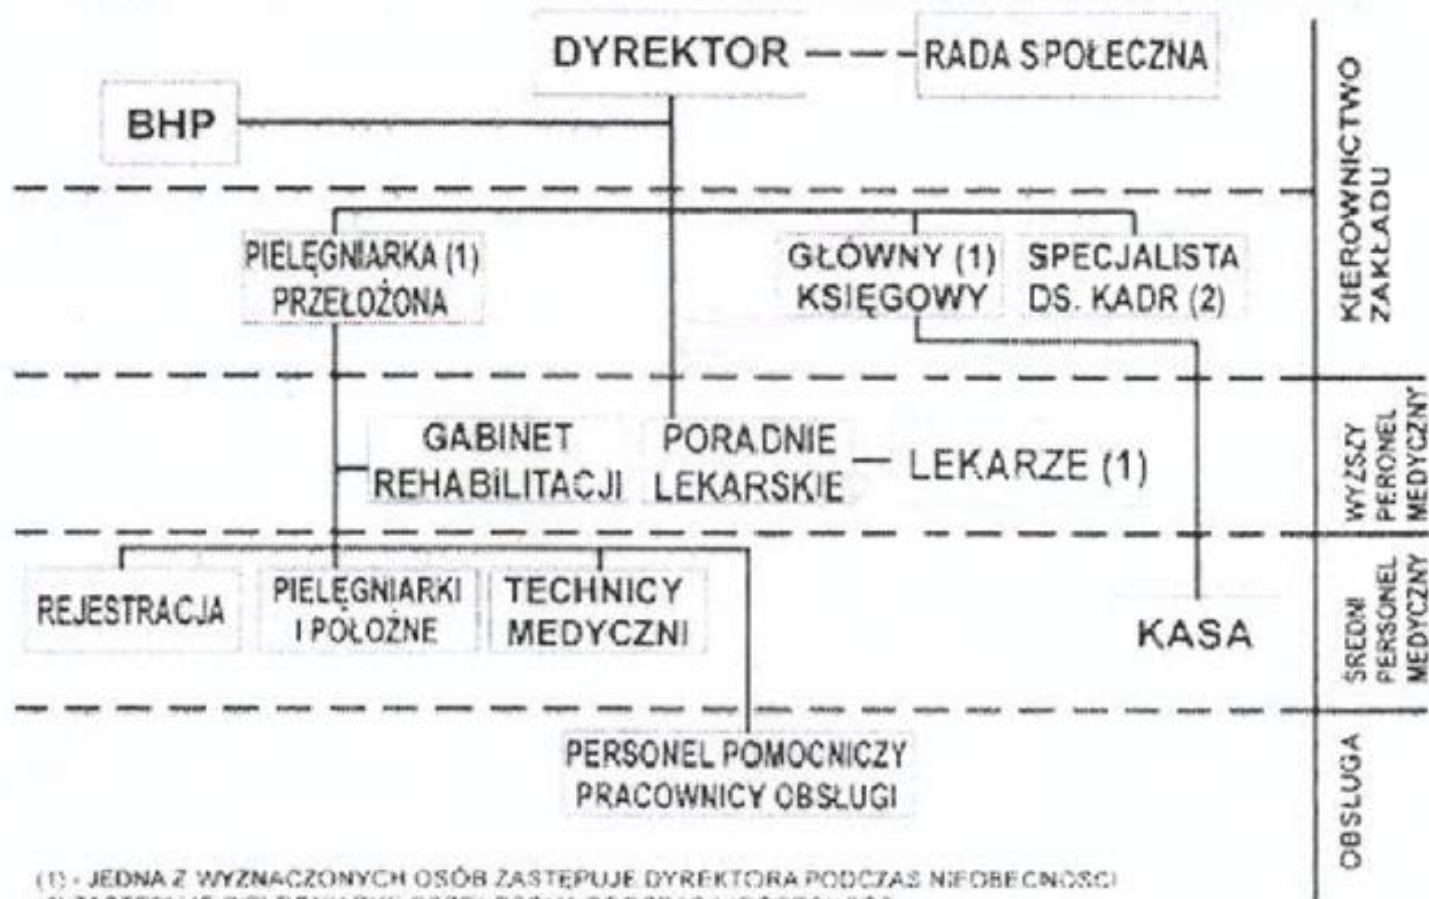 DYREKTOR
RADA SPOŁECZNA
BHP
PIELĘGNIARKA (1)
PRZEŁOŻONA
GŁÓWNY (1)
KSIĘGOWY
SPECJALISTA
DS. KADR (2)
GABINET
REHABILITACJI
PORADNIE
LEKARSKIE
LEKARZE (1)
REJESTRACJA
PIELĘGNIARKI
I POŁOŻNE
TECHNICY
MEDYCZNI
KASA
PERSONEL POMOCNICZY
PRACOWNICY OBSŁUGI
KIEROWNICTWO
ZAKŁADU
WYŻSZY
PERONEL
MEDYCZNY
ŚREDNI
PERSONEL
MEDYCZNY
OBSŁUGA
(1) - JEDNA Z WYZNACZONYCH OSÓB ZASTĘPUJE DYREKTORA PODCZAS NIEOBECNOŚCI